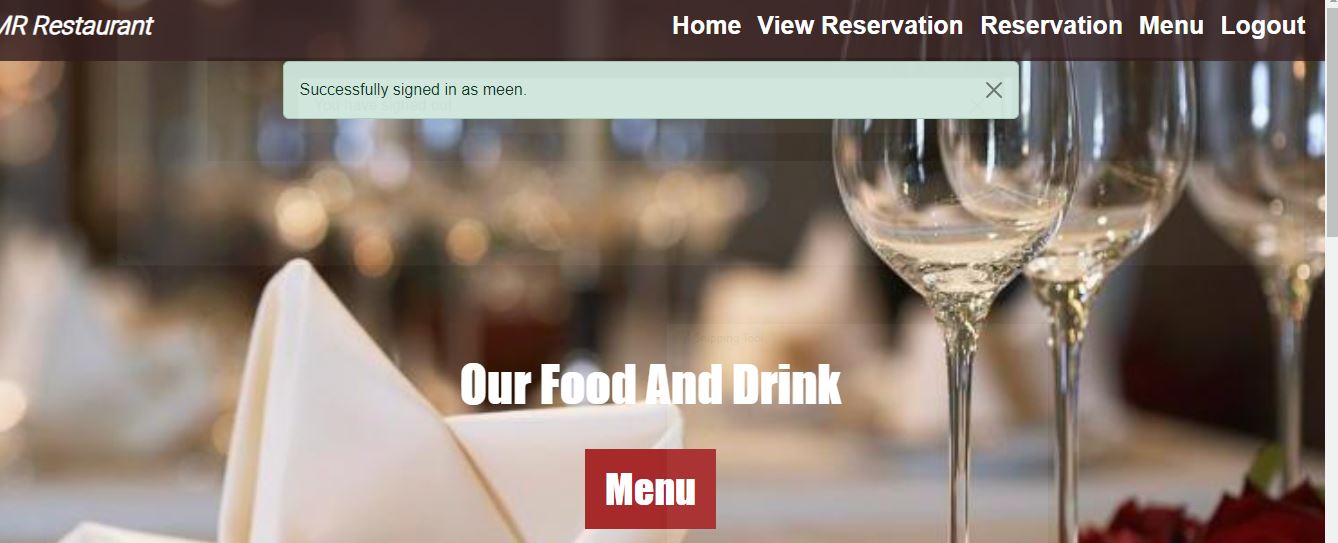 MR Restaurant
Home View Reservation Reservation Menu Logout
Successfully signed in as meen.
You have signed out
Snipping Tool
Our Food And Drink
Menu